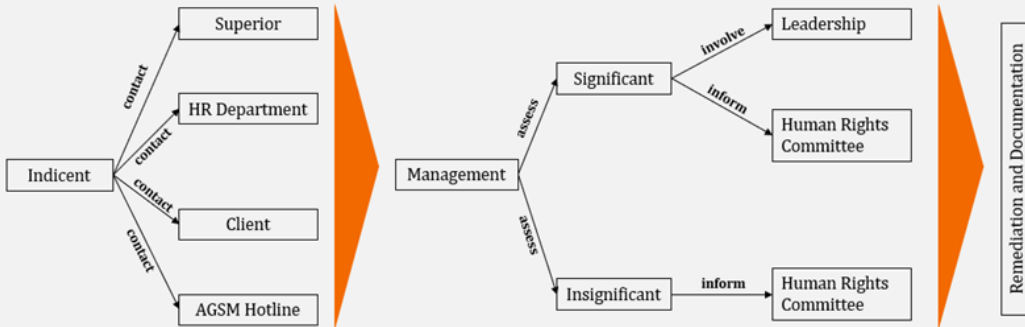 Superior
contact
HR Department
contact
Indicent
contact
Client
contact
AGSM Hotline
Management
assess
Significant
involve
Leadership
inform
Human Rights
Committee
assess
Insignificant
inform
Human Rights
Committee
Remediation and Documentation